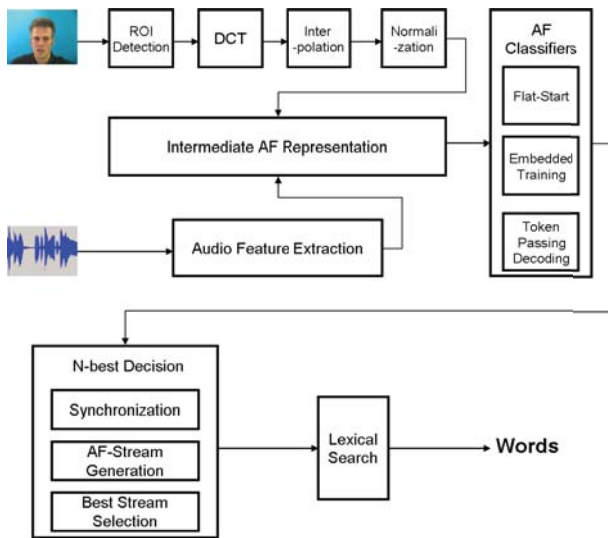 ROI
Detection
DCT
Inter
-polation
Normali
-zation
AF
Classifiers
Flat-Start
Embedded
Training
Token
Passing
Decoding
Intermediate AF Representation
Audio Feature Extraction
N-best Decision
Synchronization
AF-Stream
Generation
Best Stream
Selection
Lexical
Search
Words